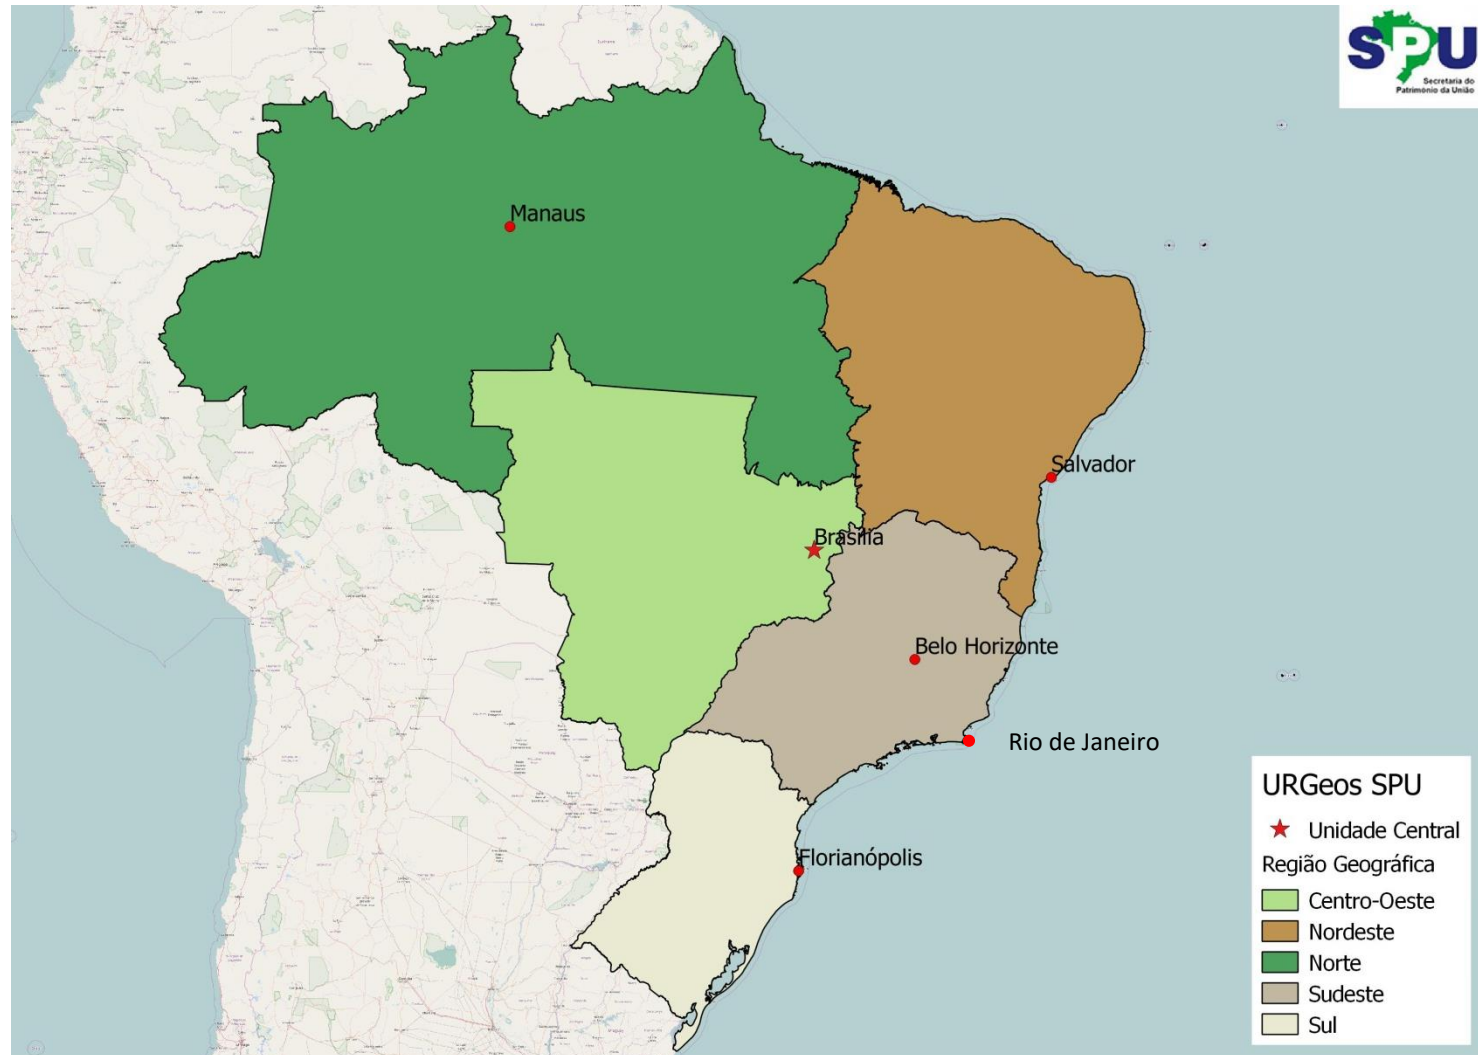 SPU
Secretaria do
Patrimonio da União
Manaus
Salvador
Brasília
Belo Horizonte
Rio de Janeiro
Florianópolis
URGeos SPU
Unidade Central
Região Geográfica
Centro-Oeste
Nordeste
Norte
Sudeste
Sul